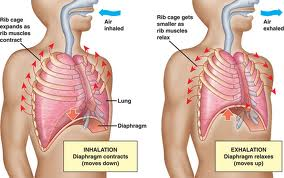 Rib cage
expands as
rib muscles
contract
Air
inhaled
Lung
Diaphragm
INHALATION
Diaphragm contracts
(moves down)
Rib cage gets
smaller as
rib muscles
relax
Air
exhaled
EXHALATION
Diaphragm relaxes
(moves up)